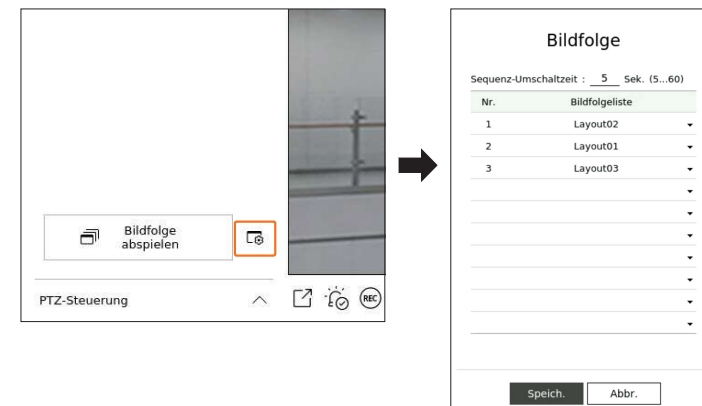 Bildfolge
abspielen
PTZ-Steuerung
REC
Bildfolge
Sequenz-Umschaltzeit : 5 Sek. (5...60)
Nr. Bildfolgeliste
1 Layout02
2 Layout01
3 Layout03
Speich. Abbr.